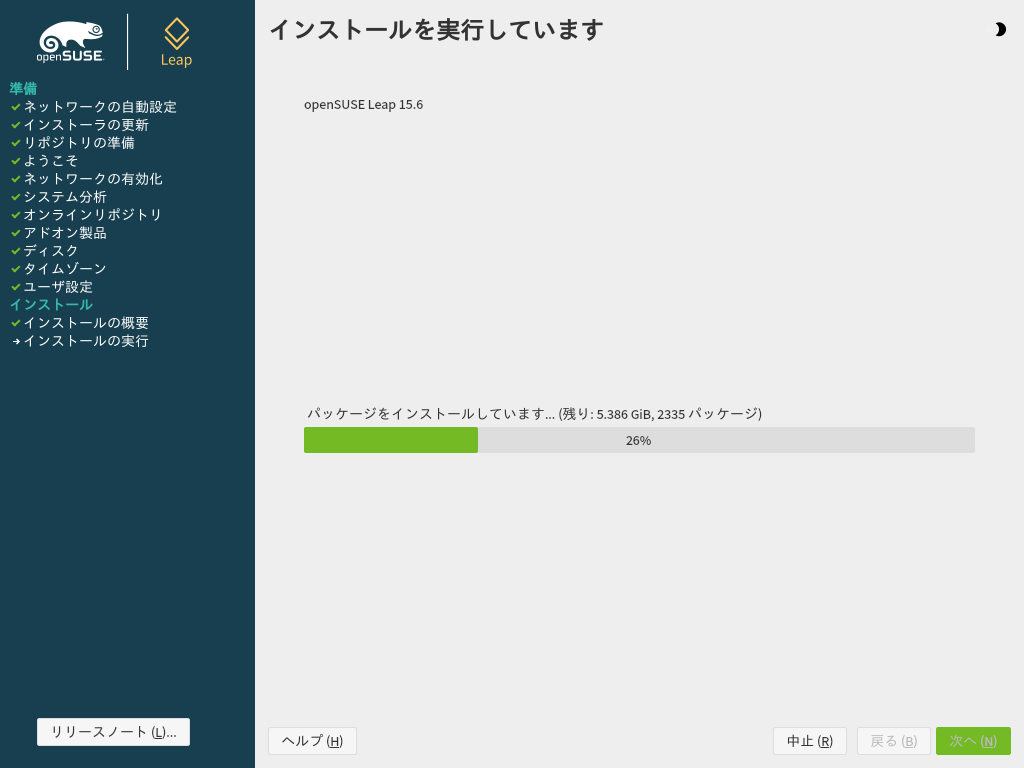 openSUSE
Leap
準備
ネットワークの自動設定
インストーラの更新
リポジトリの準備
ようこそ
ネットワークの有効化
システム分析
オンラインリポジトリ
アドオン製品
ディスク
タイムゾーン
ユーザ設定
インストール
インストールの概要
インストールの実行
リリースノート (L)...
インストールを実行しています
openSUSE Leap 15.6
パッケージをインストールしています... (残り: 5.386 GiB, 2335 パッケージ)
26%
ヘルプ (H)
中止 (R)
戻る (B)
次へ (N)